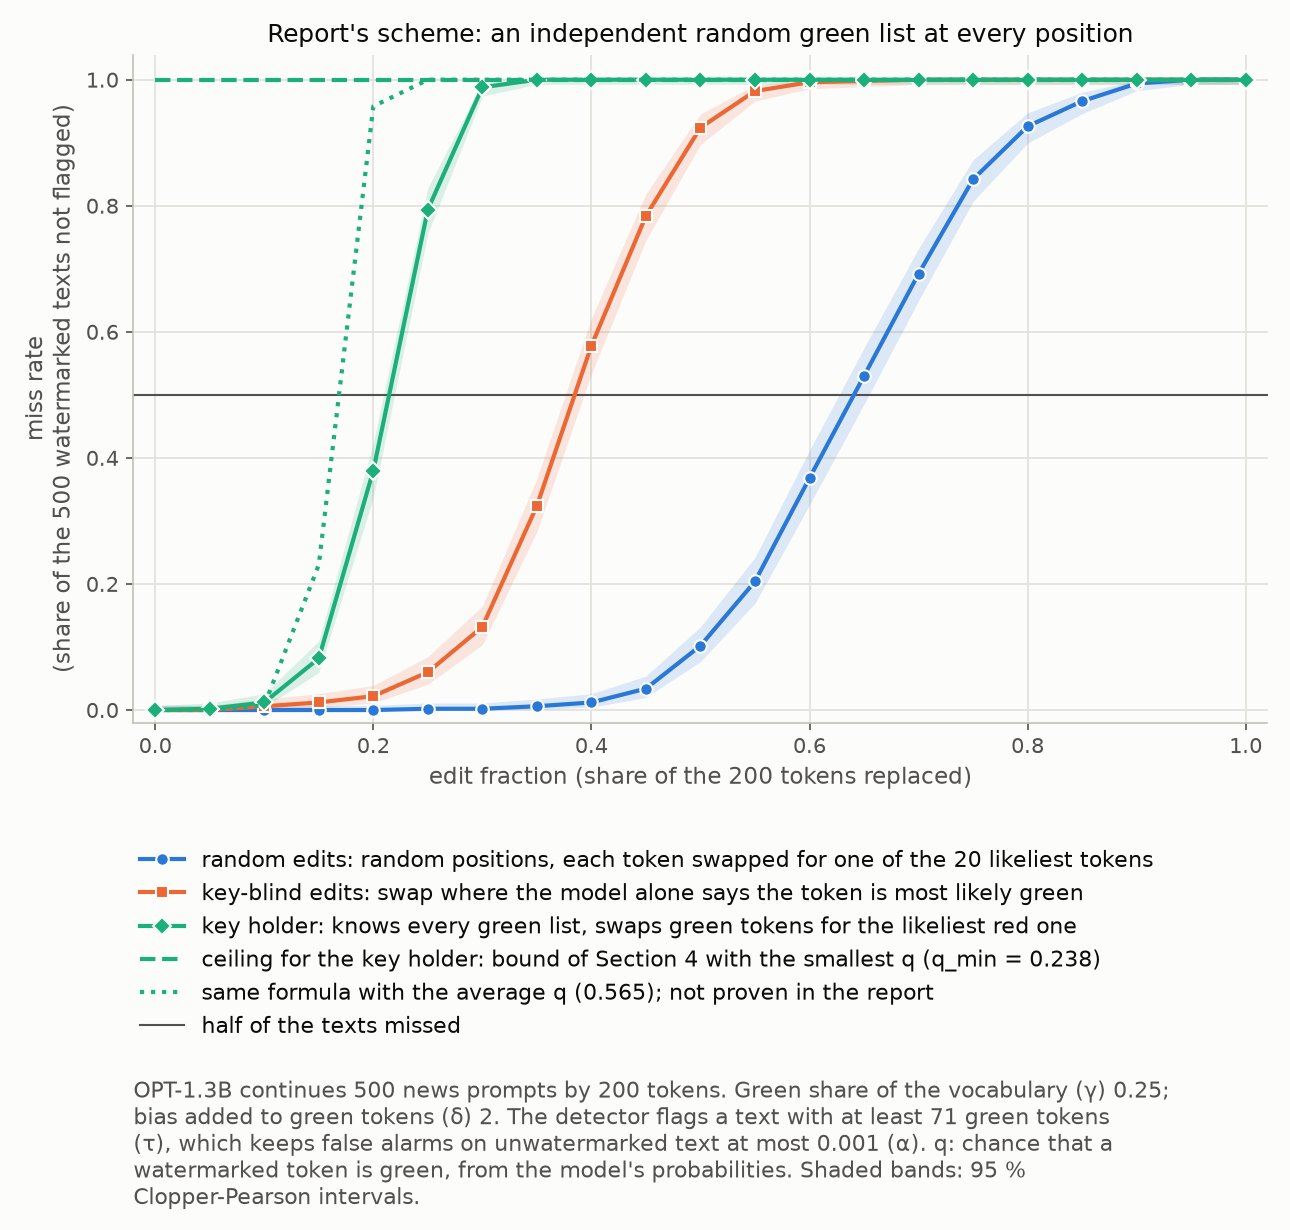 Report's scheme: an independent random green list at every position
miss rate
(share of the 500 watermarked texts not flagged)
1.0
0.8
0.6
0.4
0.2
0.0
0.0 0.2 0.4 0.6 0.8 1.0
edit fraction (share of the 200 tokens replaced)
random edits: random positions, each token swapped for one of the 20 likeliest tokens
key-blind edits: swap where the model alone says the token is most likely green
key holder: knows every green list, swaps green tokens for the likeliest red one
ceiling for the key holder: bound of Section 4 with the smallest q (q_min = 0.238)
same formula with the average q (0.565); not proven in the report
half of the texts missed
OPT-1.3B continues 500 news prompts by 200 tokens. Green share of the vocabulary (γ) 0.25;
bias added to green tokens (δ) 2. The detector flags a text with at least 71 green tokens
(τ), which keeps false alarms on unwatermarked text at most 0.001 (α). q: chance that a
watermarked token is green, from the model's probabilities. Shaded bands: 95 %
Clopper-Pearson intervals.